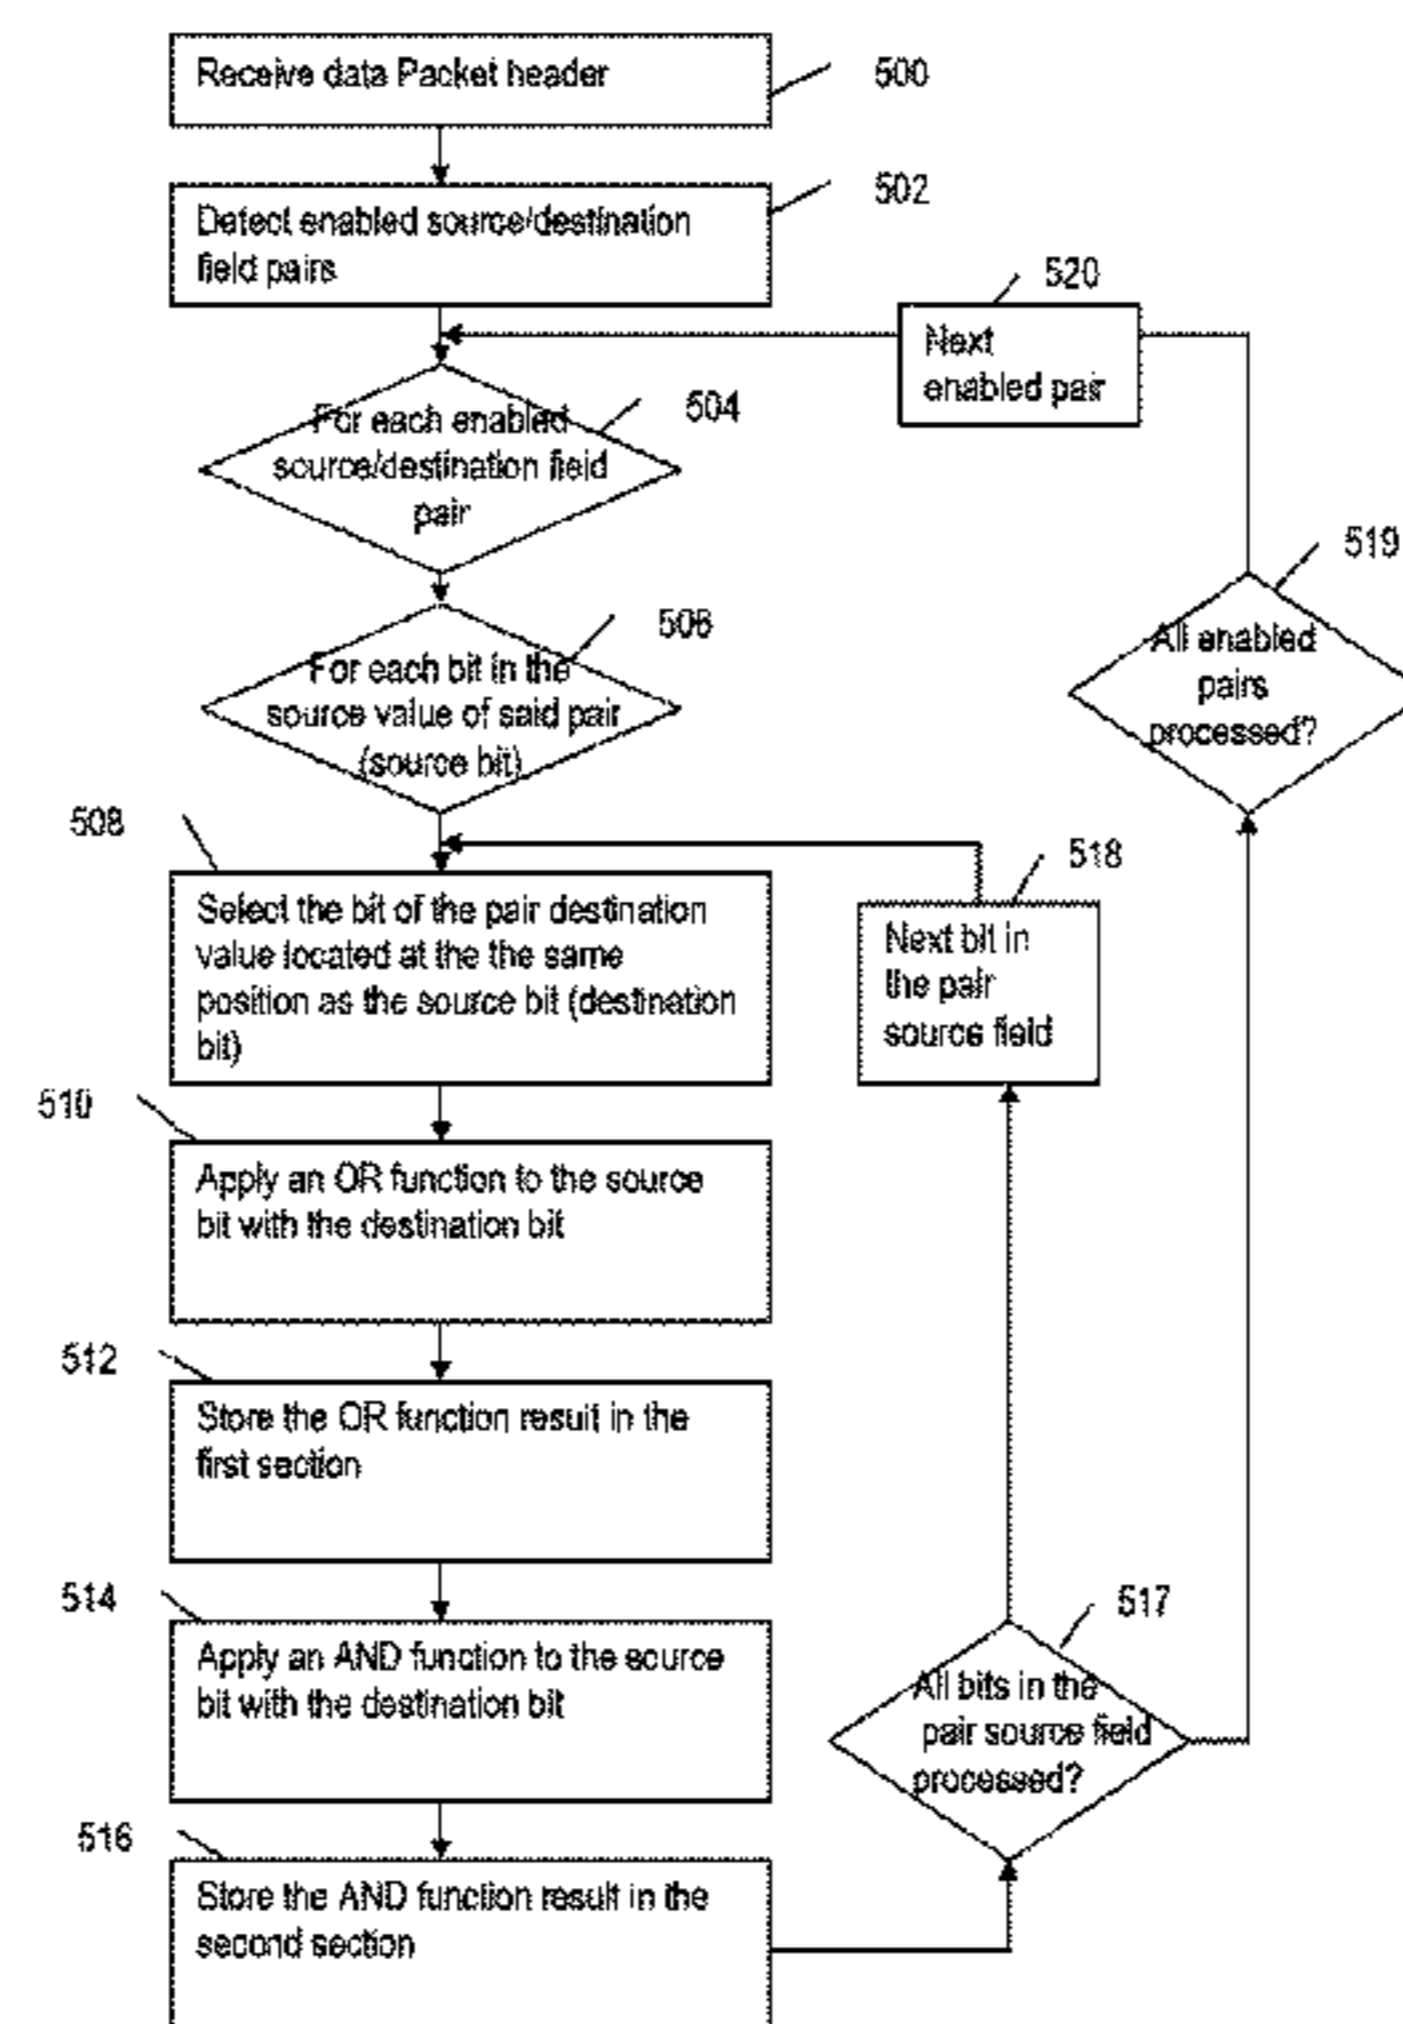 Receive data Packet header
500
Detect enabled source/destination
field pairs
502
520
Next
enabled pair
For each enabled
source/destination field
pair
504
519
All enabled
pairs
processed?
506
For each bit in the
source value of said pair
(source bit)
508
Select the bit of the pair destination
value located at the the same
position as the source bit (destination
bit)
518
Next bit in
the pair
source field
510
Apply an OR function to the source
bit with the destination bit
512
Store the OR function result in the
first section
514
Apply an AND function to the source
bit with the destination bit
517
All bits in the
pair source field
processed?
516
Store the AND function result in the
second section